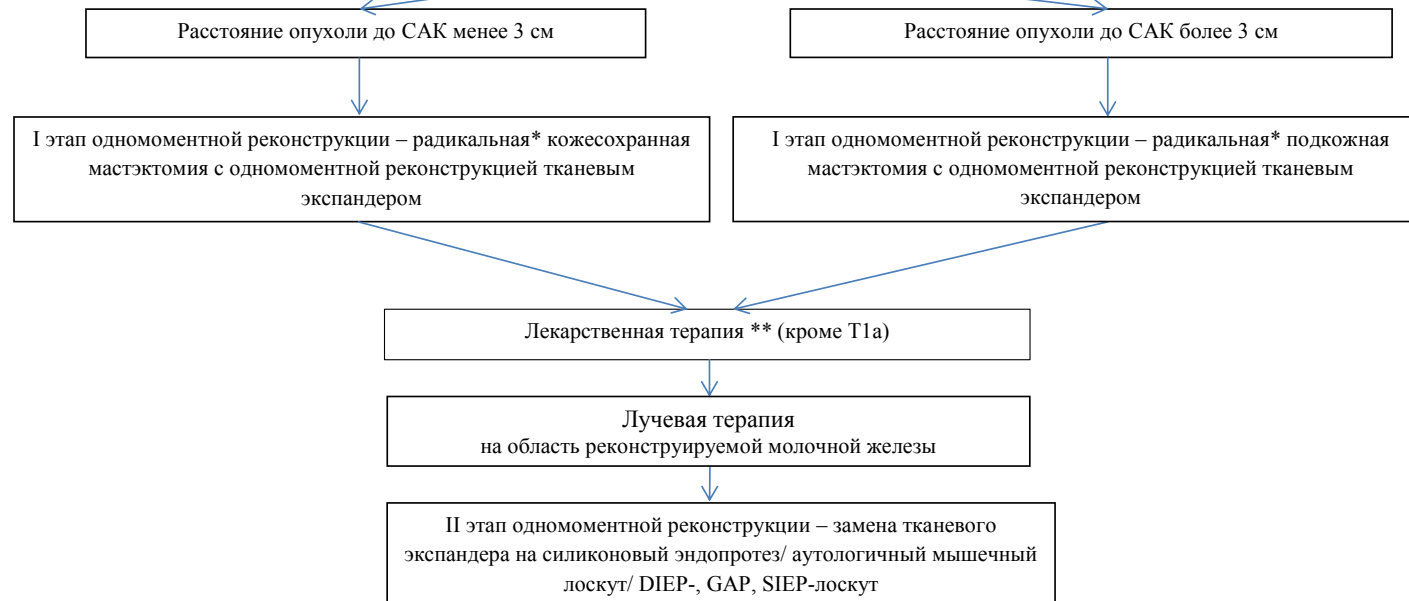 Расстояние опухоли до САК менее 3 см
Расстояние опухоли до САК более 3 см
I этап одномоментной реконструкции – радикальная* кожесохранная
мастэктомия с одномоментной реконструкцией тканевым
экспандером
I этап одномоментной реконструкции – радикальная* подкожная
мастэктомия с одномоментной реконструкцией тканевым
экспандером
Лекарственная терапия ** (кроме Т1а)
Лучевая терапия
на область реконструируемой молочной железы
II этап одномоментной реконструкции – замена тканевого
экспандера на силиконовый эндопротез/ аутологичный мышечный
лоскут/ DIEP-, GAP, SIEP-лоскут